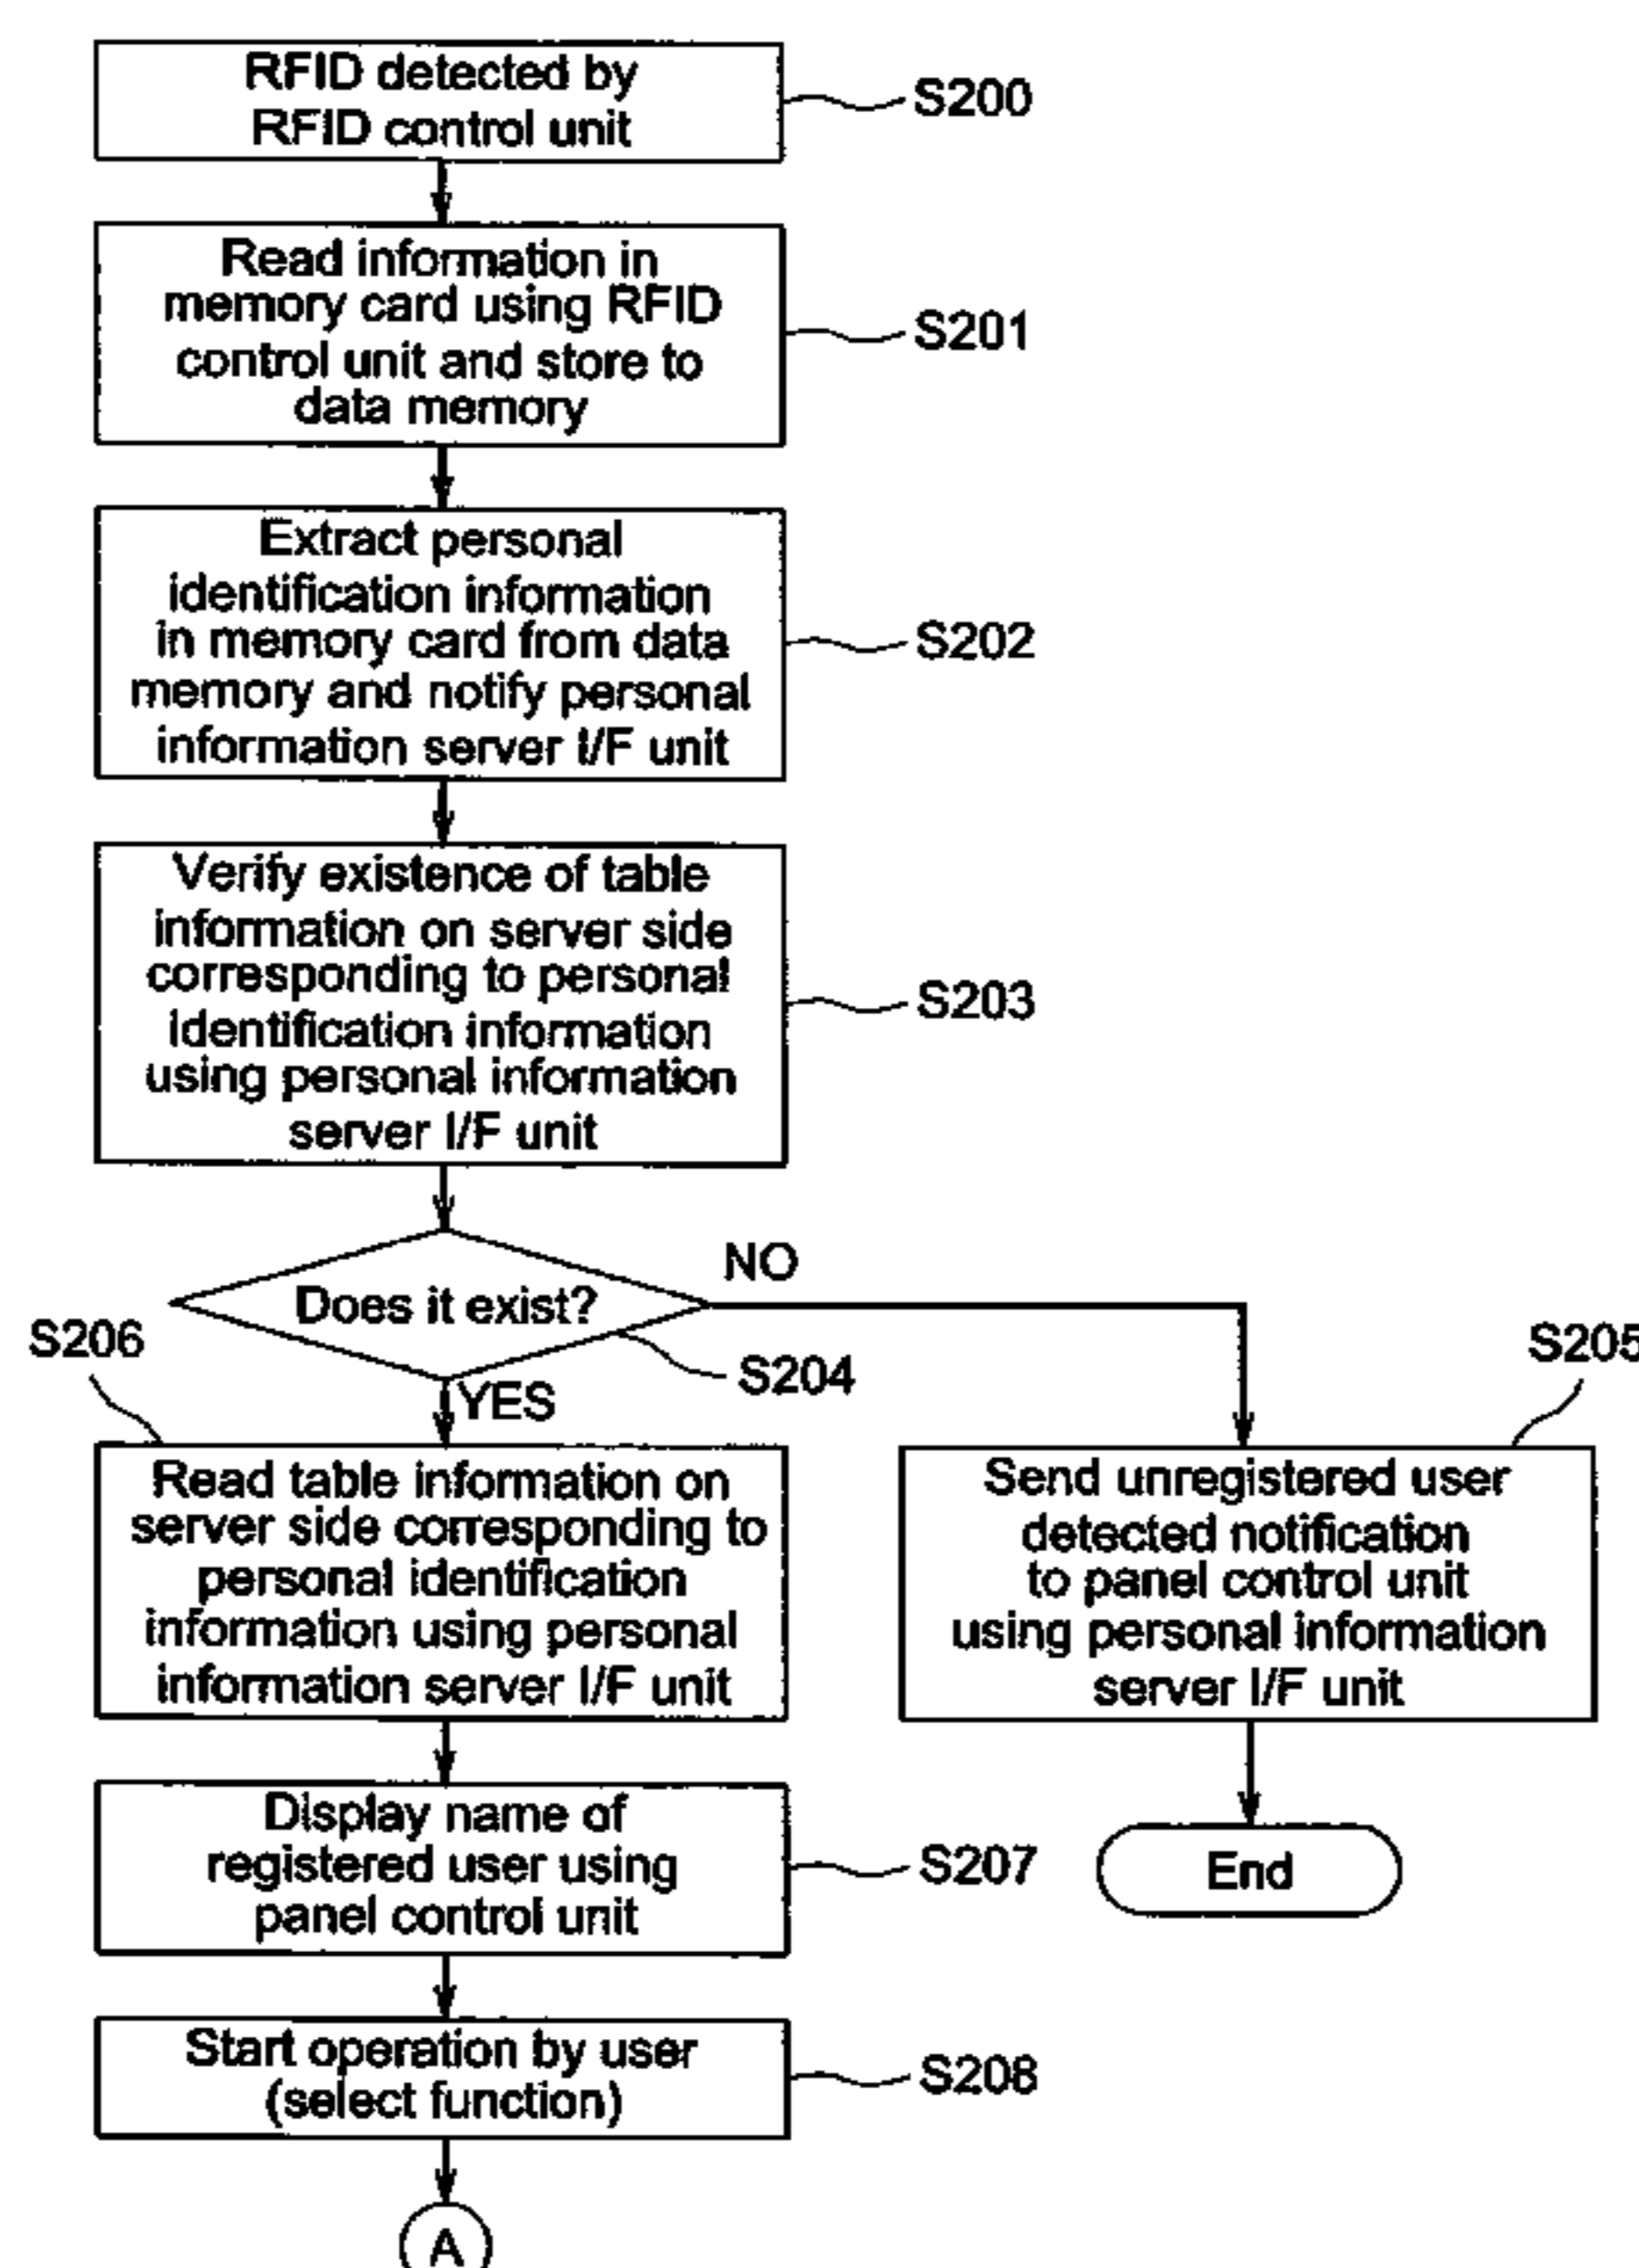 RFID detected by
RFID control unit
S200
Read information in
memory card using RFID
control unit and store to
data memory
S201
Extract personal
identification information
in memory card from data
memory and notify personal
information server I/F unit
S202
Verify existence of table
information on server side
corresponding to personal
identification information
using personal information
server I/F unit
S203
Does it exist?
NO
S204
YES
S206
Read table information on
server side corresponding to
personal identification
information using personal
information server I/F unit
S205
Send unregistered user
detected notification
to panel control unit
using personal information
server I/F unit
Display name of
registered user using
panel control unit
S207
End
Start operation by user
(select function)
S208
A